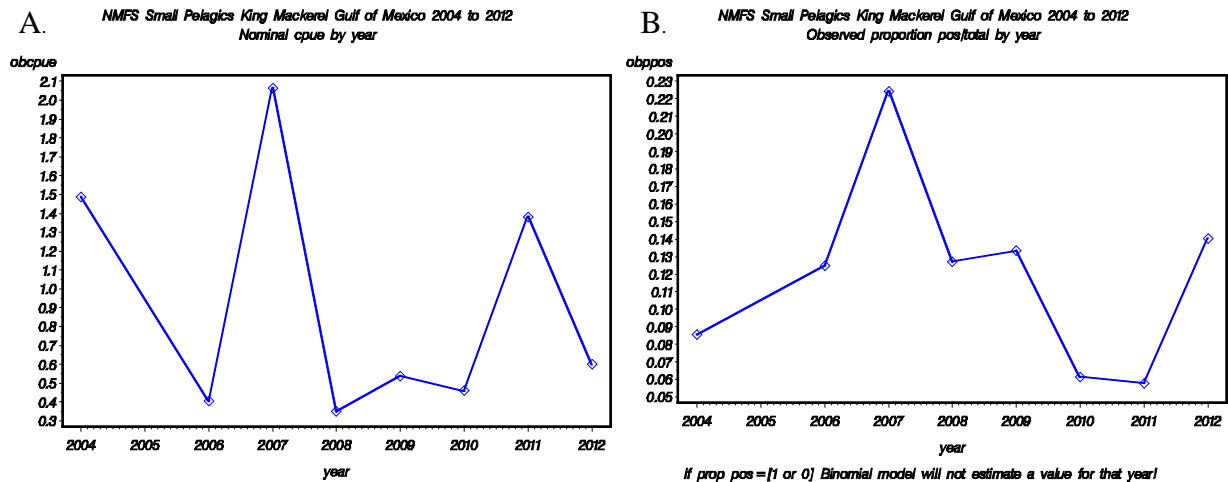 A.
NMFS Small Pelagics King Mackerel Gulf of Mexico 2004 to 2012
Nominal cpue by year
obcpue
2.1
2.0
1.9
1.8
1.7
1.6
1.5
1.4
1.3
1.2
1.1
1.0
0.9
0.8
0.7
0.6
0.5
0.4
0.3
2004 2005 2006 2007 2008 2009 2010 2011 2012
year
B.
NMFS Small Pelagics King Mackerel Gulf of Mexico 2004 to 2012
Observed proportion pos/total by year
obppos
0.23
0.22
0.21
0.20
0.19
0.18
0.17
0.16
0.15
0.14
0.13
0.12
0.11
0.10
0.09
0.08
0.07
0.06
0.05
2004 2005 2006 2007 2008 2009 2010 2011 2012
year
If prop pos=[1 or 0] Binomial model will not estimate a value for that year!